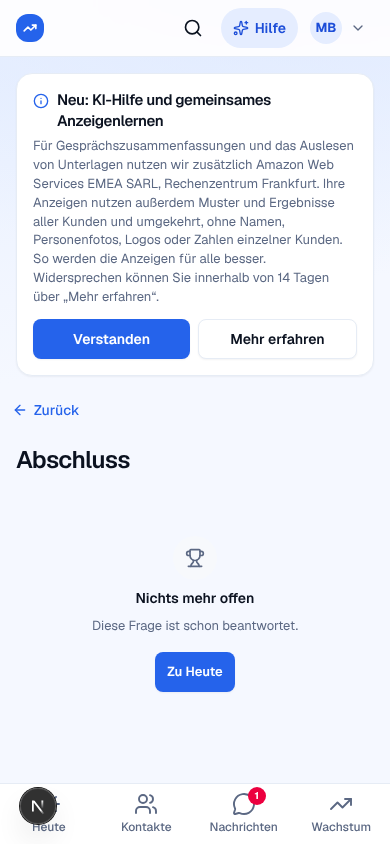 Hilfe
MB
Neu: KI-Hilfe und gemeinsames
Anzeigenlernen
Für Gesprächszusammenfassungen und das Auslesen
von Unterlagen nutzen wir zusätzlich Amazon Web
Services EMEA SARL, Rechenzentrum Frankfurt. Ihre
Anzeigen nutzen außerdem Muster und Ergebnisse
aller Kunden und umgekehrt, ohne Namen,
Personenfotos, Logos oder Zahlen einzelner Kunden.
So werden die Anzeigen für alle besser.
Widersprechen können Sie innerhalb von 14 Tagen
über „Mehr erfahren“.
Verstanden
Mehr erfahren
Zurück
Abschluss
Nichts mehr offen
Diese Frage ist schon beantwortet.
Zu Heute
1
N
Heute
Kontakte
Nachrichten
Wachstum